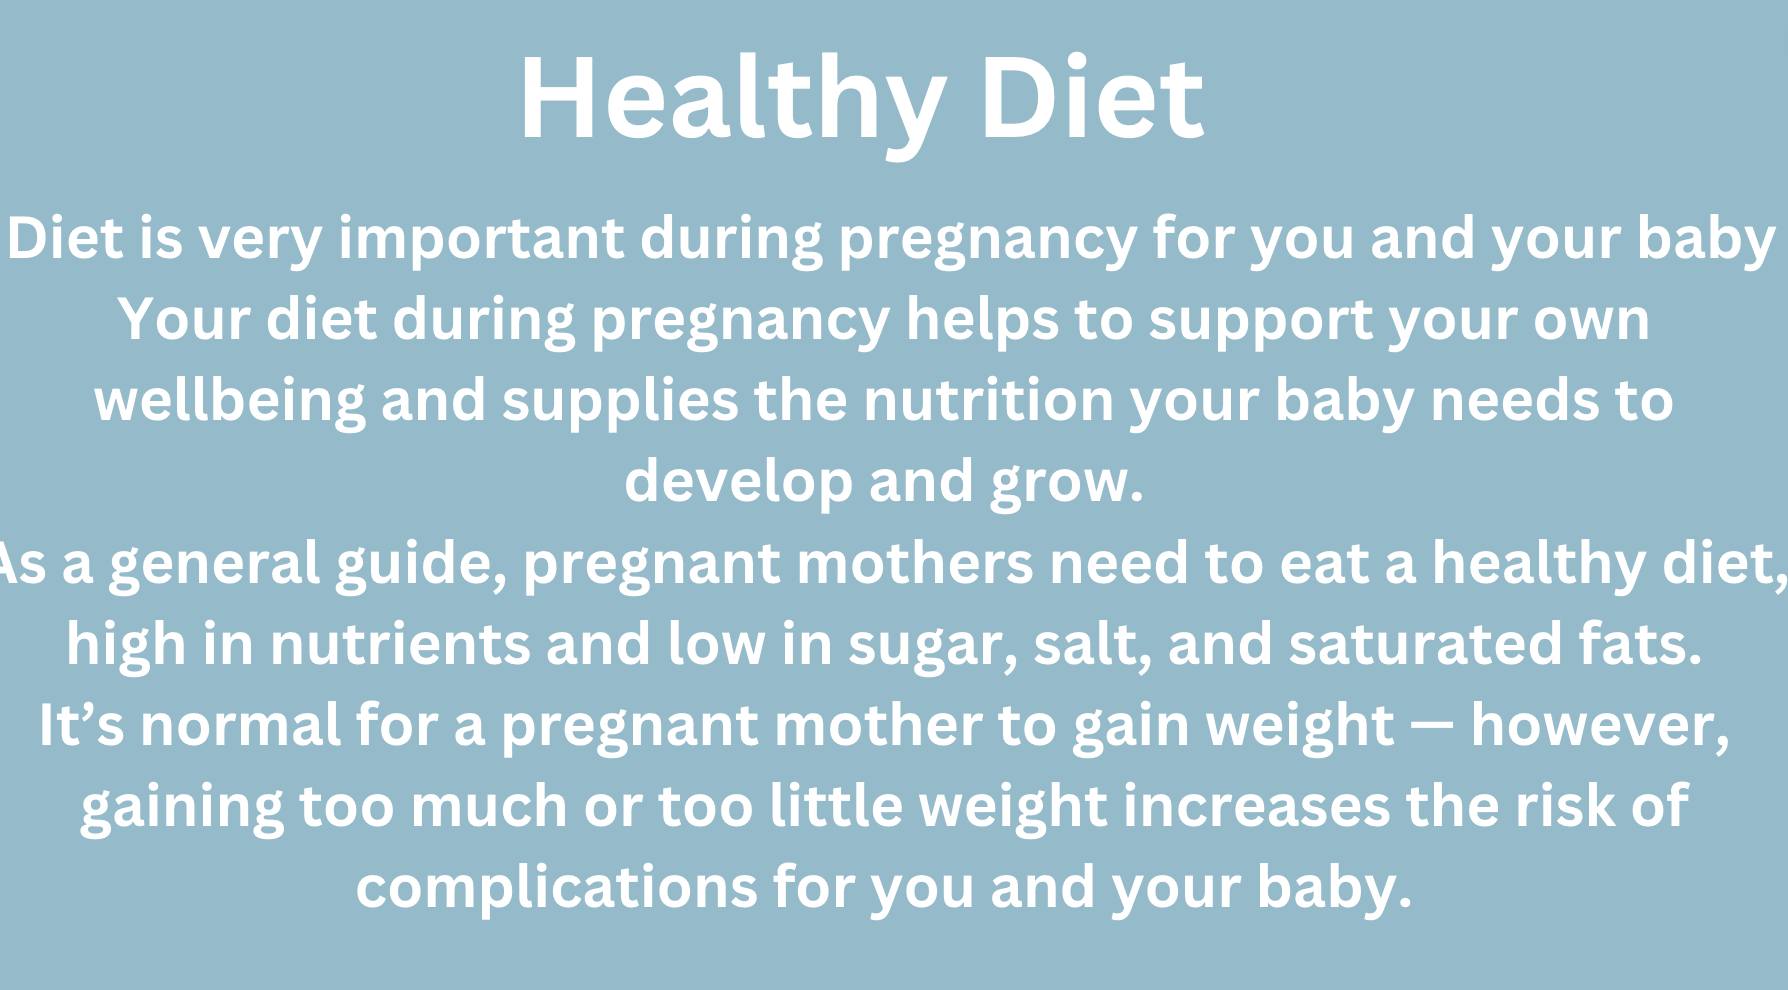 Healthy Diet
Diet is very important during pregnancy for you and your baby
Your diet during pregnancy helps to support your own
wellbeing and supplies the nutrition your baby needs to
develop and grow.
As a general guide, pregnant mothers need to eat a healthy diet,
high in nutrients and low in sugar, salt, and saturated fats.
It’s normal for a pregnant mother to gain weight — however,
gaining too much or too little weight increases the risk of
complications for you and your baby.